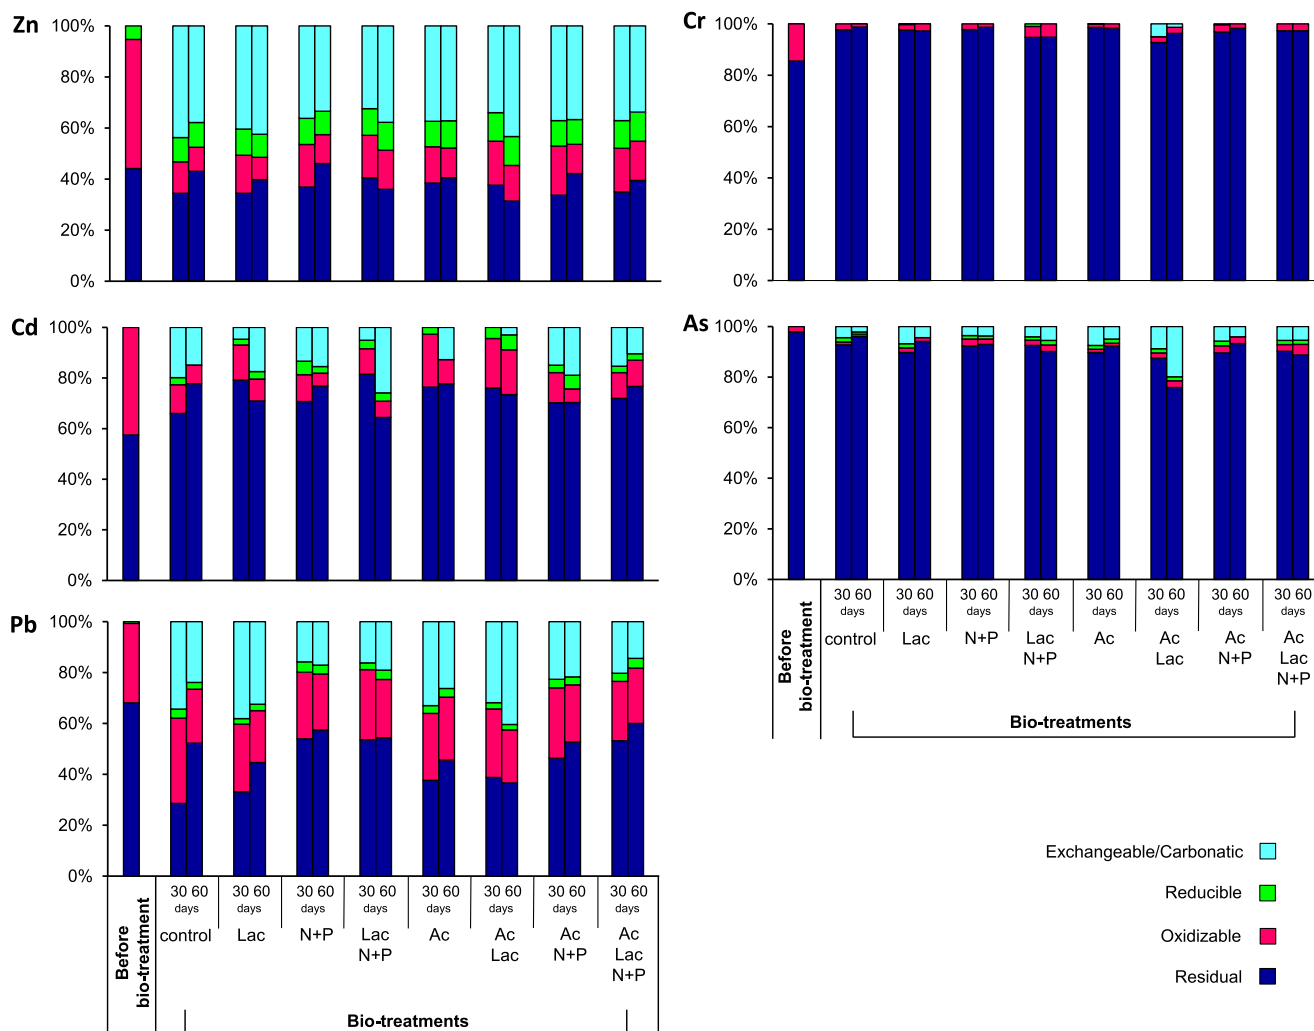 Zn
100%
80%
60%
40%
20%
0%
Cd
100%
80%
60%
40%
20%
0%
Pb
100%
80%
60%
40%
20%
0%
Before
bio-treatment
30 60 30 60 30 60 30 60 30 60 30 60 30 60 30 60
days days days days days days days days
control Lac N+P Lac Ac Ac Ac Ac
N+P Lac N+P Lac
N+P
Bio-treatments
Cr
100%
80%
60%
40%
20%
0%
As
100%
80%
60%
40%
20%
0%
Before
bio-treatment
30 60 30 60 30 60 30 60 30 60 30 60 30 60 30 60
days days days days days days days days
control Lac N+P Lac Ac Ac Ac Ac
N+P Lac N+P Lac
N+P
Bio-treatments
Exchangeable/Carbonatic
Reducible
Oxidizable
Residual